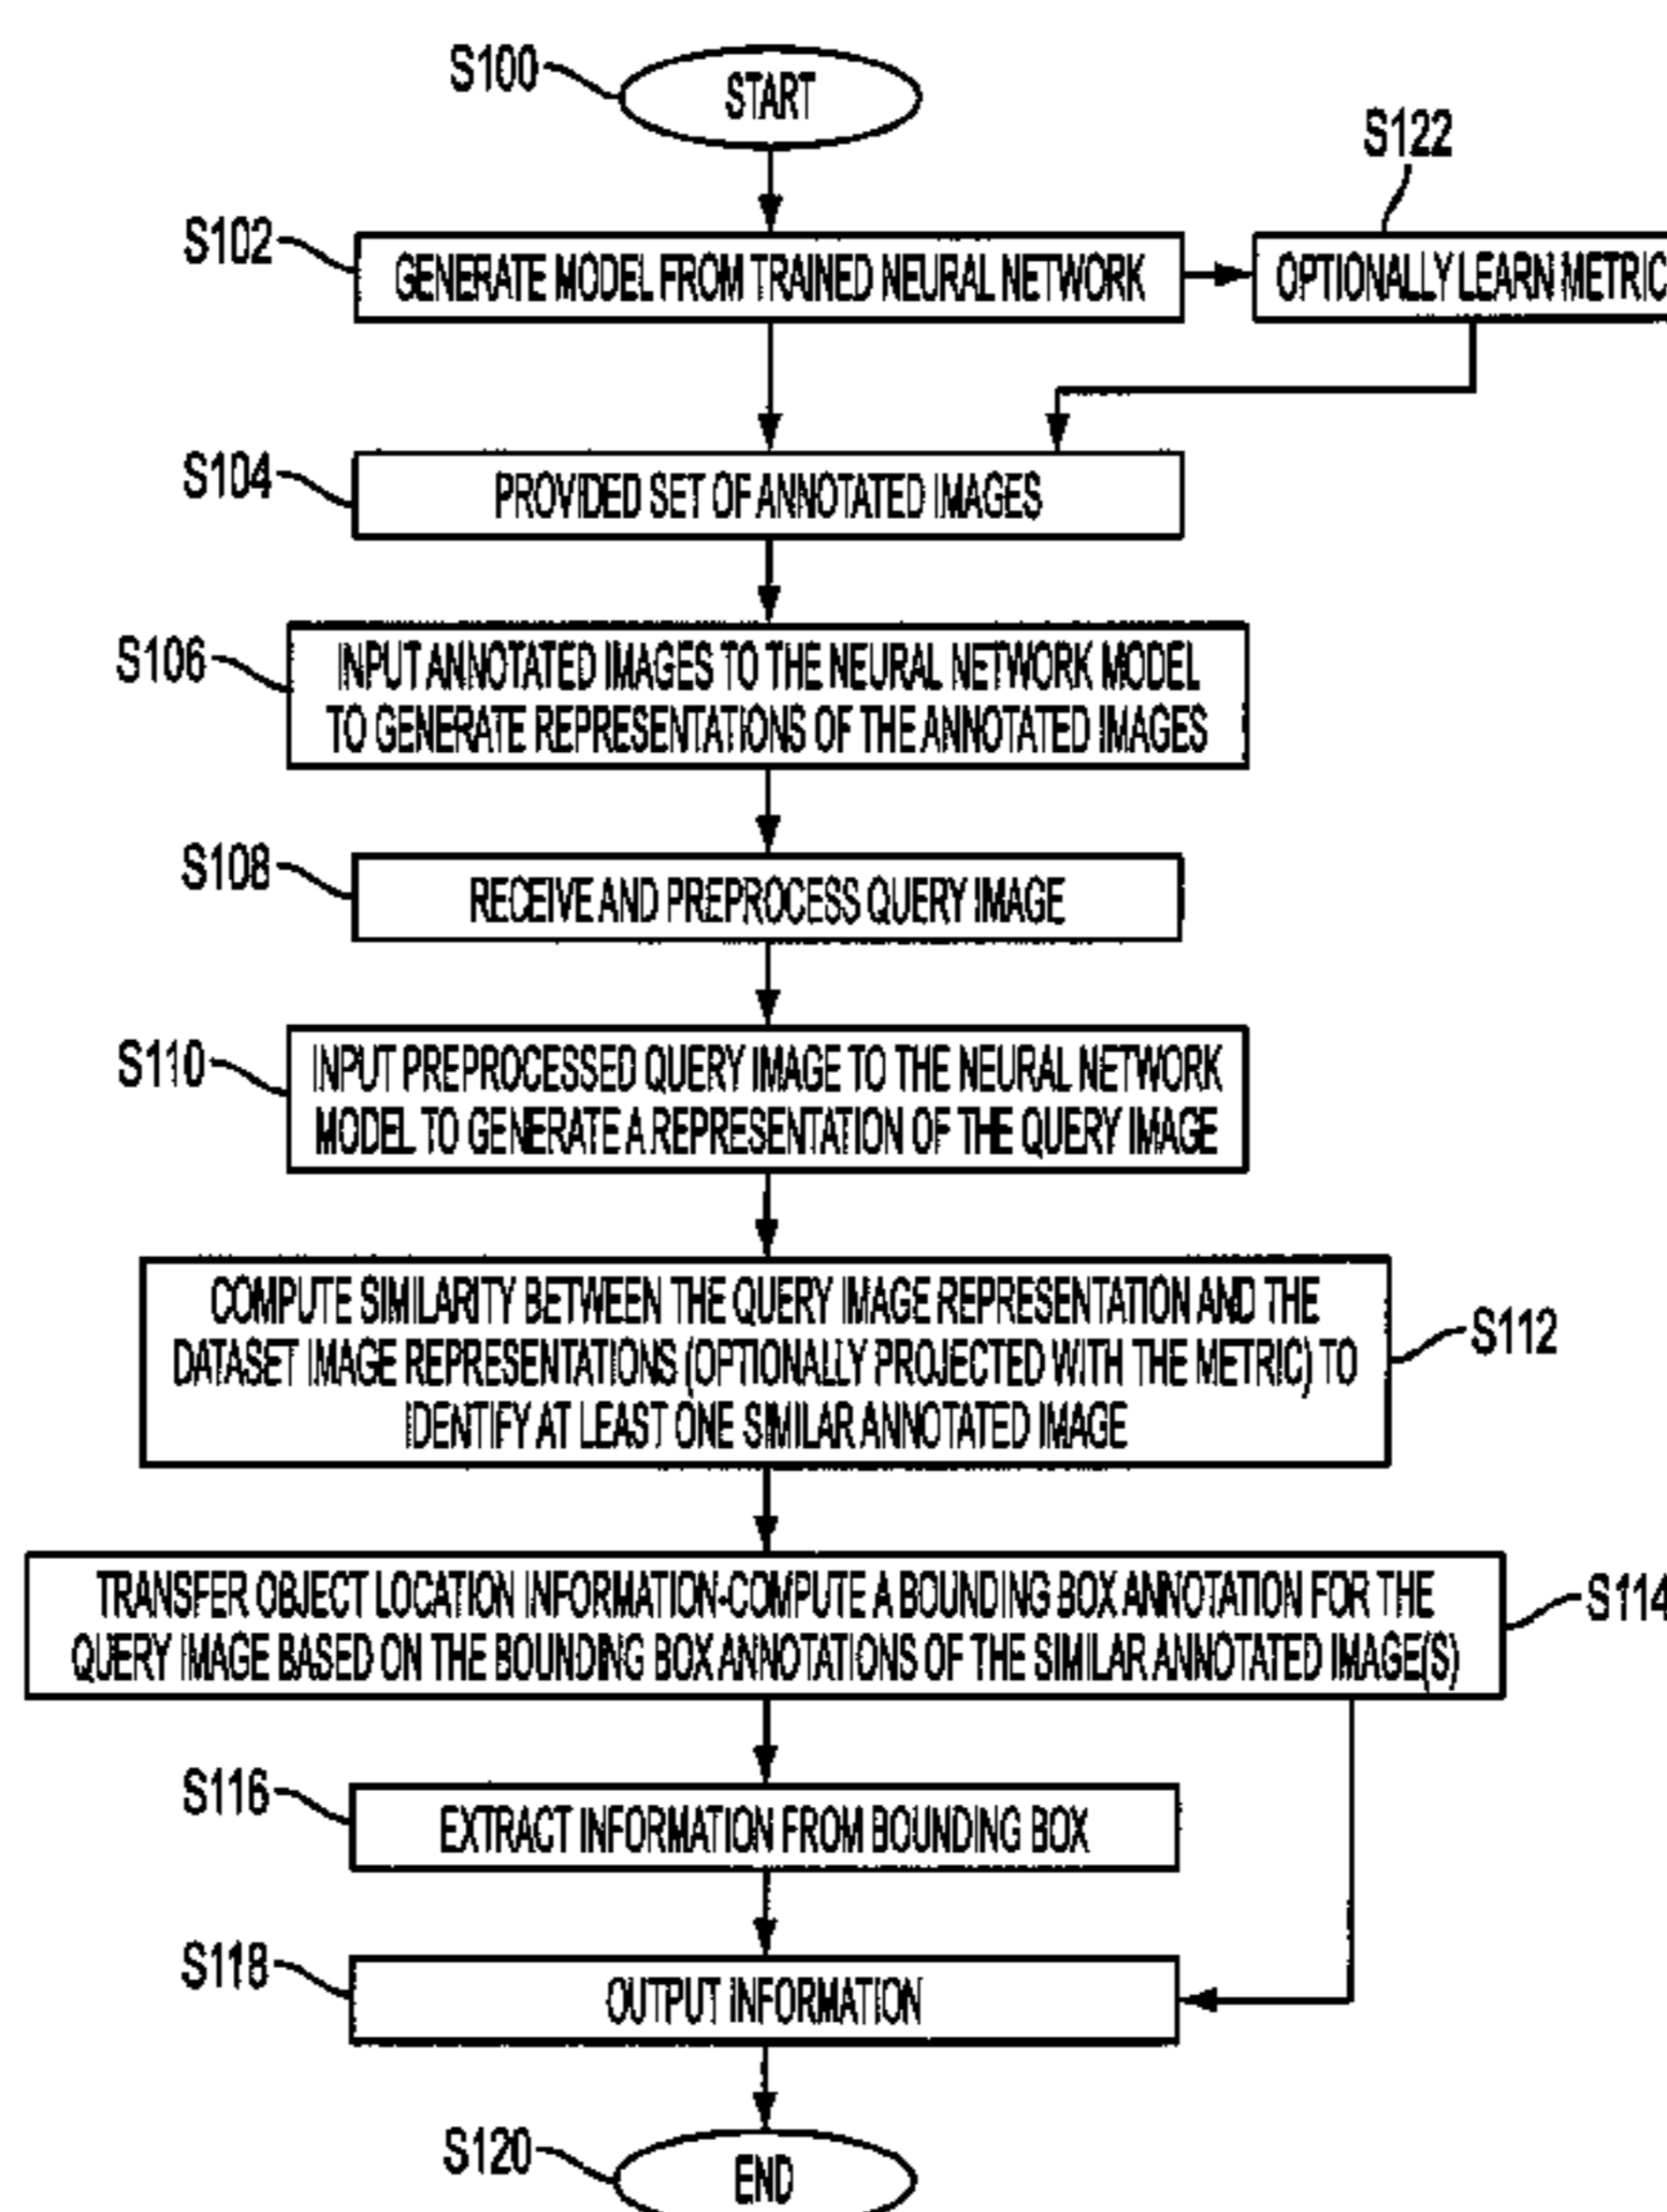 S100
START
S122
S102
GENERATE MODEL FROM TRAINED NEURAL NETWORK
OPTIONALLY LEARN METRIC
S104
PROVIDED SET OF ANNOTATED IMAGES
S106
INPUT ANNOTATED IMAGES TO THE NEURAL NETWORK MODEL
TO GENERATE REPRESENTATIONS OF THE ANNOTATED IMAGES
S108
RECEIVE AND PREPROCESS QUERY IMAGE
S110
INPUT PREPROCESSED QUERY IMAGE TO THE NEURAL NETWORK
MODEL TO GENERATE A REPRESENTATION OF THE QUERY IMAGE
COMPUTE SIMILARITY BETWEEN THE QUERY IMAGE REPRESENTATION AND THE
DATASET IMAGE REPRESENTATIONS (OPTIONALLY PROJECTED WITH THE METRIC) TO
IDENTIFY AT LEAST ONE SIMILAR ANNOTATED IMAGE
S112
TRANSFER OBJECT LOCATION INFORMATION-COMPUTE A BOUNDING BOX ANNOTATION FOR THE
QUERY IMAGE BASED ON THE BOUNDING BOX ANNOTATIONS OF THE SIMILAR ANNOTATED IMAGE(S)
S114
S116
EXTRACT INFORMATION FROM BOUNDING BOX
S118
OUTPUT INFORMATION
S120
END